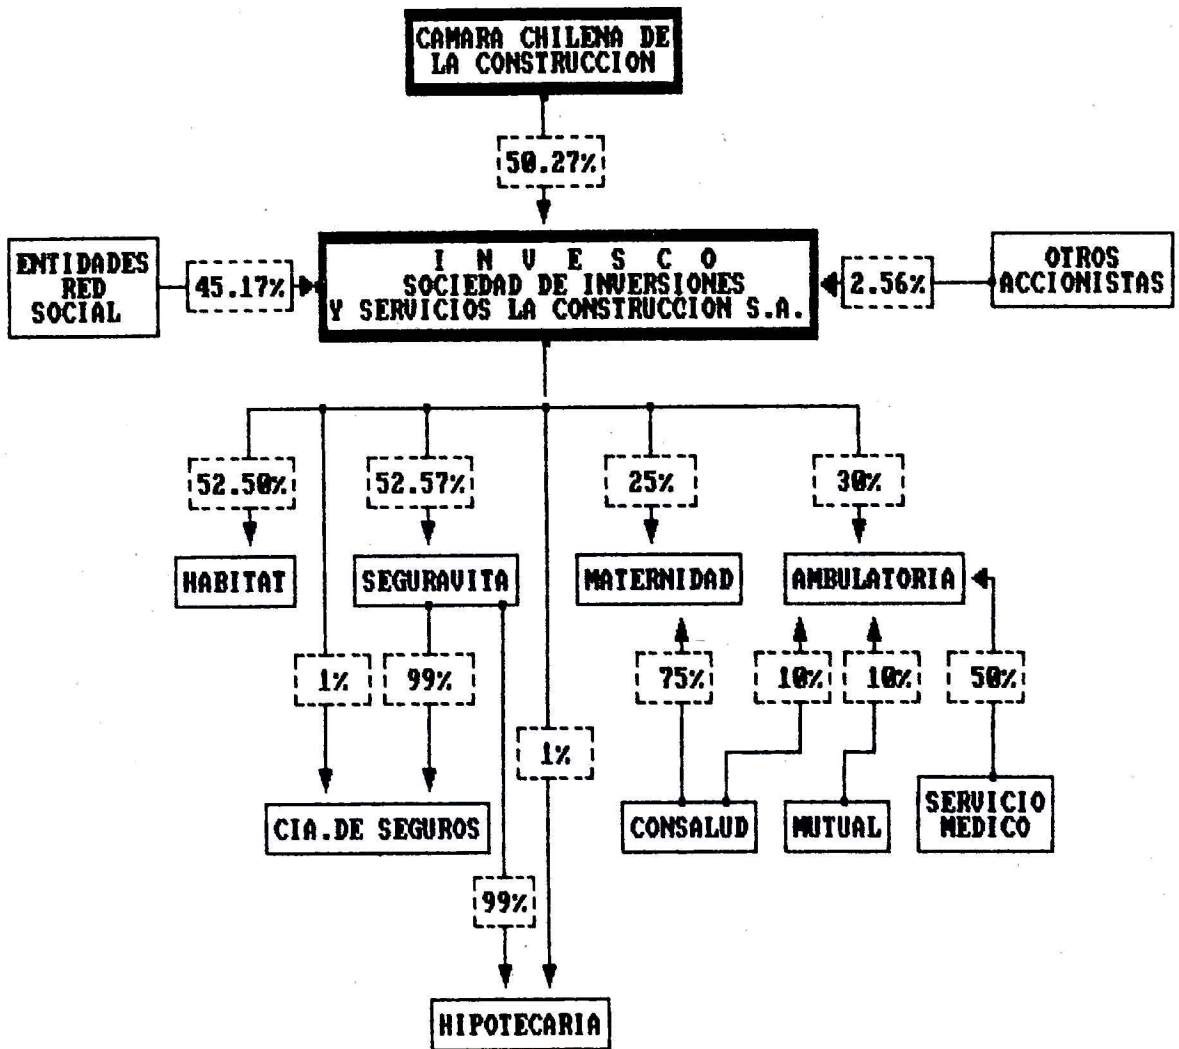 CAMARA CHILENA DE
LA CONSTRUCCION
50.27%
ENTIDADES
RED
SOCIAL
45.17%
I N V E S C O
SOCIEDAD DE INVERSIONES
Y SERVICIOS LA CONSTRUCCION S.A.
2.56%
OTROS
ACCIONISTAS
52.50%
52.57%
25%
30%
HABITAT
SEGURAVITA
MATERNIDAD
AMBULATORIA
1%
99%
75%
10%
10%
50%
1%
CIA.DE SEGUROS
CONSALUD
MUTUAL
SERVICIO
MEDICO
99%
HIPOTECARIA